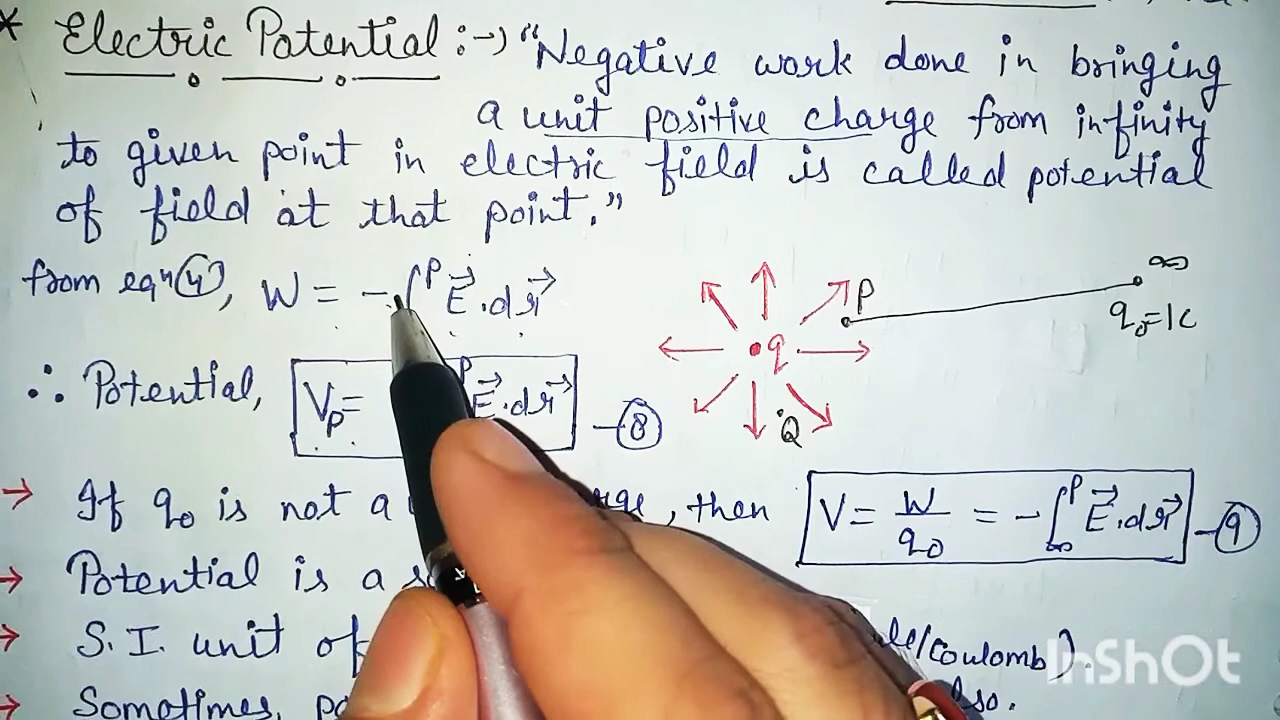 * Electric Potential :→ "Negative work done in bringing
a unit positive charge from infinity
to given point in electric field is called potential
of field at that point."
from eqⁿ (4), W = -∫ᴾ E⃗.dr⃗
∞
P
q₀=1C
q
Q
∴ Potential, V_P = ᴾ E⃗.dr⃗ - (8)
→ If q₀ is not a , then V = W/q₀ = -∫_∞ᴾ E⃗.dr⃗ - (9)
→ Potential is a
→ S.I. unit of /Coulomb).
→ Sometimes,
InShOt